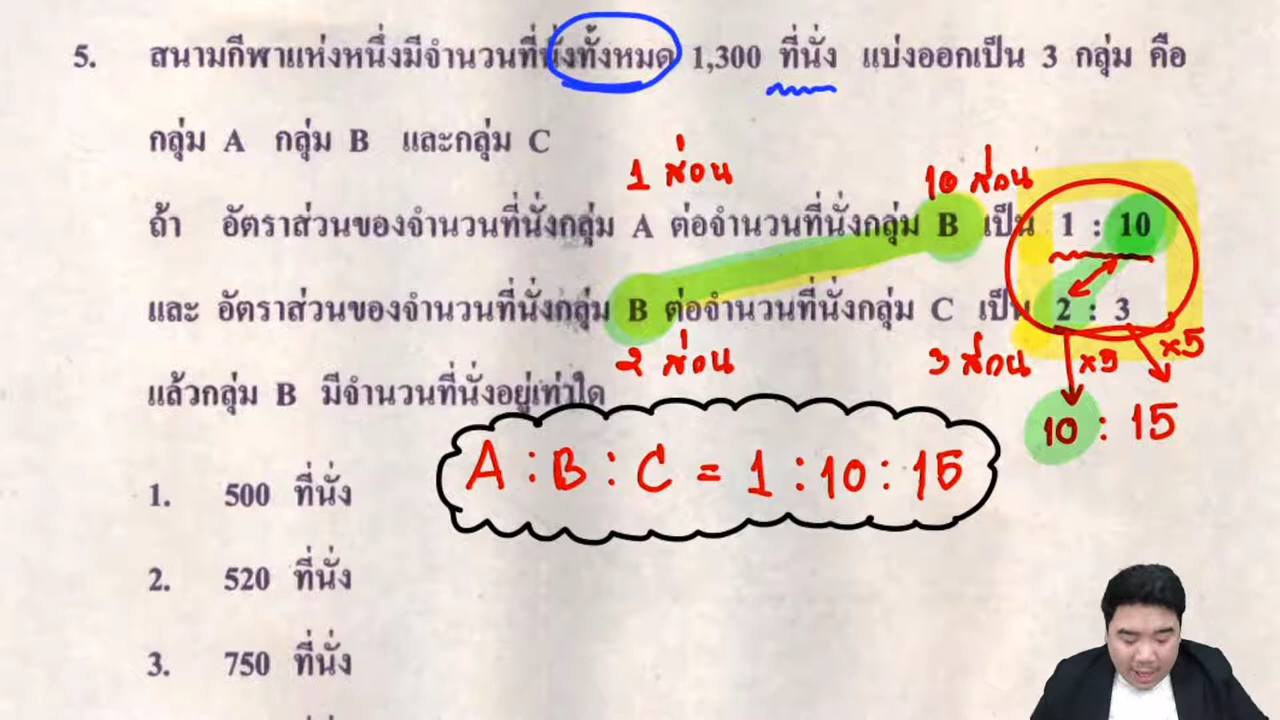 5. สนามกีฬาแห่งหนึ่งมีจำนวนที่นั่งทั้งหมด 1,300 ที่นั่ง แบ่งออกเป็น 3 กลุ่ม คือ
กลุ่ม A กลุ่ม B และกลุ่ม C
1 ส่วน 10 ส่วน
ถ้า อัตราส่วนของจำนวนที่นั่งกลุ่ม A ต่อจำนวนที่นั่งกลุ่ม B เป็น 1 : 10
และ อัตราส่วนของจำนวนที่นั่งกลุ่ม B ต่อจำนวนที่นั่งกลุ่ม C เป็น 2 : 3
2 ส่วน 3 ส่วน ×5 ×5
แล้วกลุ่ม B มีจำนวนที่นั่งอยู่เท่าใด
10 : 15
A : B : C = 1 : 10 : 15
1. 500 ที่นั่ง
2. 520 ที่นั่ง
3. 750 ที่นั่ง